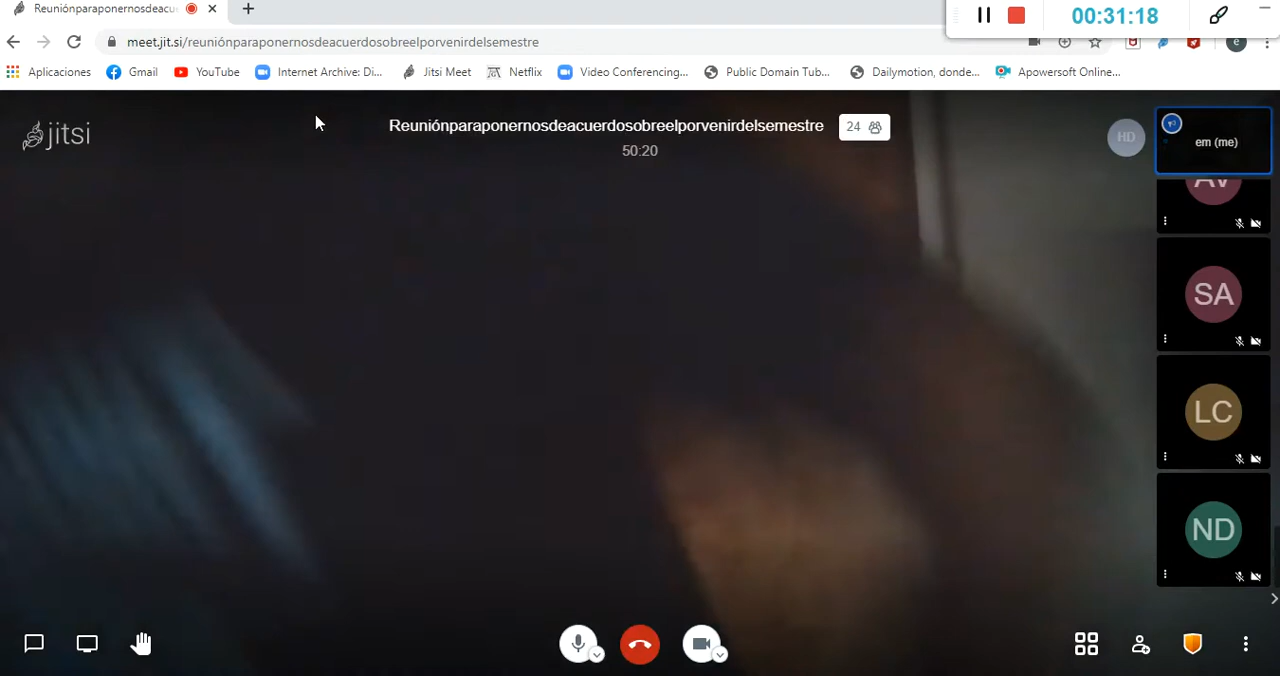 Reuniónparaponernosdeacue
00:31:18
meet.jit.si/reuniónparaponernosdeacuerdosobreelporvenirdelsemestre
e
Aplicaciones
Gmail
YouTube
Internet Archive: Di...
Jitsi Meet
Netflix
Video Conferencing...
Public Domain Tub...
Dailymotion, donde...
Apowersoft Online...
jitsi
Reuniónparaponernosdeacuerdosobreelporvenirdelsemestre
24
50:20
HD
em (me)
AV
SA
LC
ND